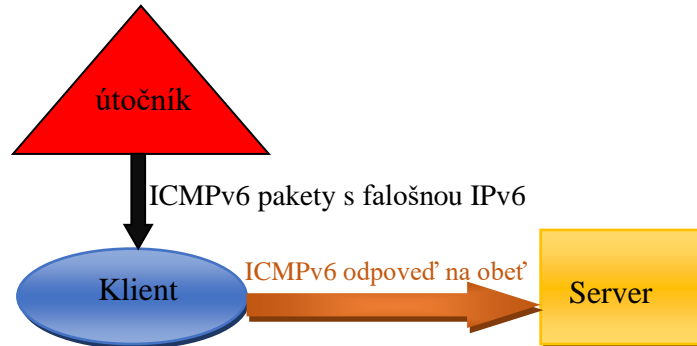 útočník
ICMPv6 pakety s falošnou IPv6
ICMPv6 odpoveď na obeť
Klient
Server